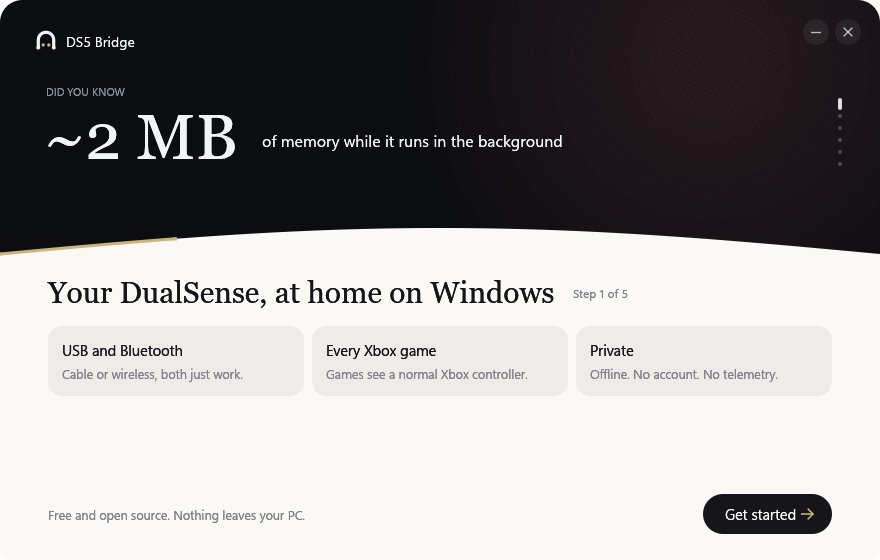 DS5 Bridge
DID YOU KNOW
~2 MB of memory while it runs in the background
Your DualSense, at home on Windows Step 1 of 5
USB and Bluetooth
Cable or wireless, both just work.
Every Xbox game
Games see a normal Xbox controller.
Private
Offline. No account. No telemetry.
Free and open source. Nothing leaves your PC.
Get started →